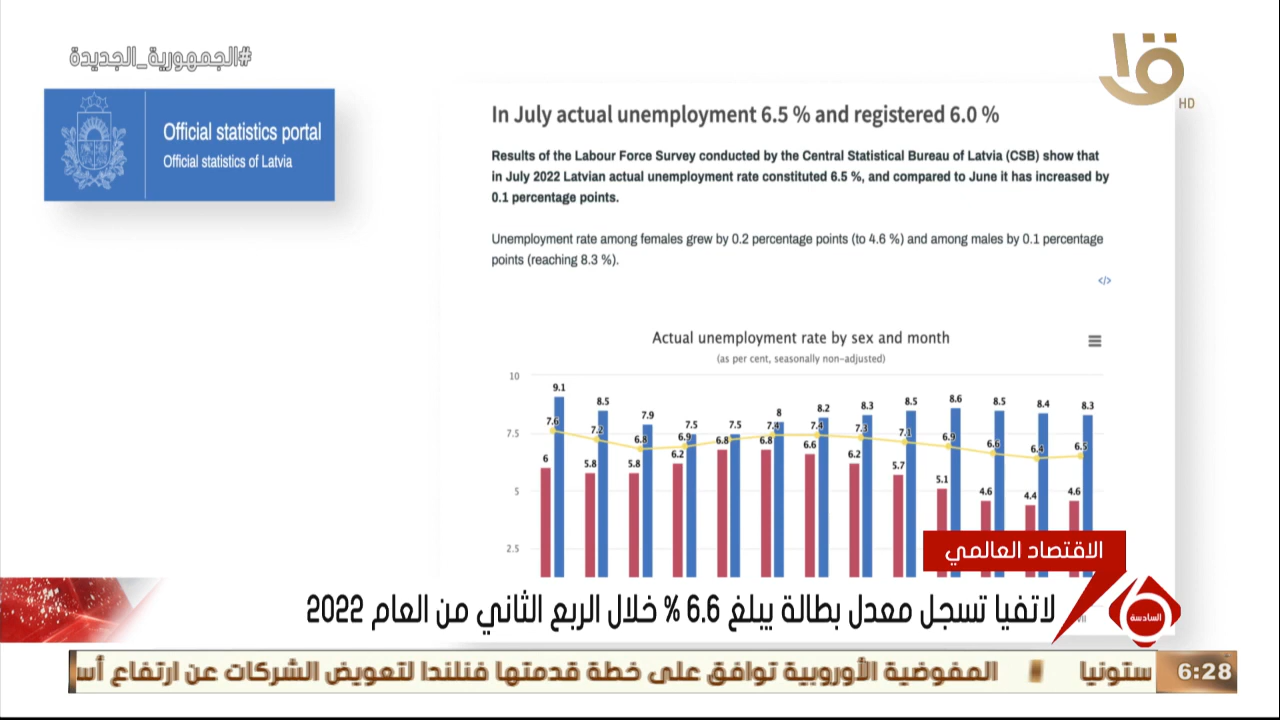 #الجمهورية_الجديدة
HD
Official statistics portal
Official statistics of Latvia
In July actual unemployment 6.5 % and registered 6.0 %
Results of the Labour Force Survey conducted by the Central Statistical Bureau of Latvia (CSB) show that
in July 2022 Latvian actual unemployment rate constituted 6.5 %, and compared to June it has increased by
0.1 percentage points.
Unemployment rate among females grew by 0.2 percentage points (to 4.6 %) and among males by 0.1 percentage
points (reaching 8.3 %).
</>
Actual unemployment rate by sex and month
(as per cent, seasonally non-adjusted)
10
7.5
5
2.5
9.1 8.5 7.9 7.5 7.5 8 8.2 8.3 8.5 8.6 8.5 8.4 8.3
7.6 7.2 6.8 6.9 7.4 7.4 7.3 7.1 6.9 6.6 6.4 6.5
6 5.8 5.8 6.2 6.8 6.8 6.6 6.2 5.7 5.1 4.6 4.4 4.6
الاقتصاد العالمي
السادسة
لاتفيا تسجل معدل بطالة يبلغ 6.6 % خلال الربع الثاني من العام 2022
ستونيا المفوضية الأوروبية توافق على خطة قدمتها فنلندا لتعويض الشركات عن ارتفاع أس
6:28